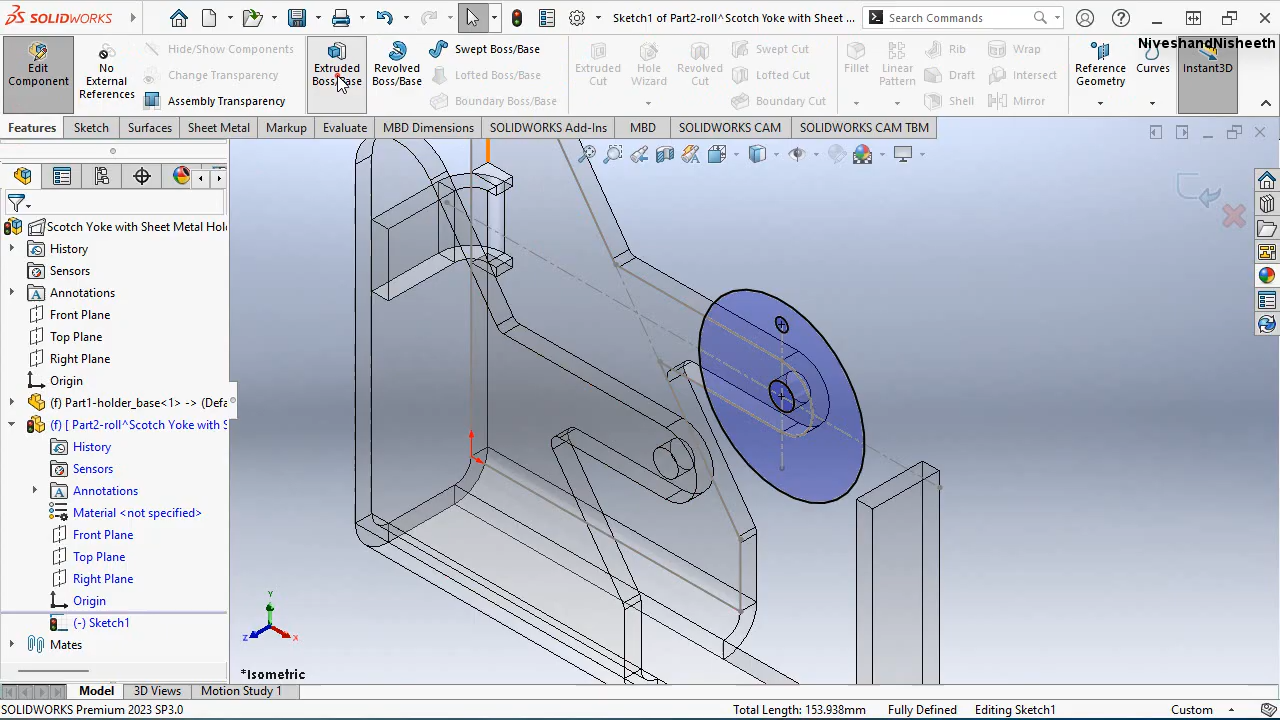 SOLIDWORKS
Sketch1 of Part2-roll^Scotch Yoke with Sheet ...
Search Commands
NiveshandNisheeth
Edit Component
No External References
Hide/Show Components
Change Transparency
Assembly Transparency
Extruded Boss/Base
Revolved Boss/Base
Swept Boss/Base
Lofted Boss/Base
Boundary Boss/Base
Extruded Cut
Hole Wizard
Revolved Cut
Swept Cut
Lofted Cut
Boundary Cut
Fillet
Linear Pattern
Rib
Draft
Shell
Wrap
Intersect
Mirror
Reference Geometry
Curves
Instant3D
Features
Sketch
Surfaces
Sheet Metal
Markup
Evaluate
MBD Dimensions
SOLIDWORKS Add-Ins
MBD
SOLIDWORKS CAM
SOLIDWORKS CAM TBM
Scotch Yoke with Sheet Metal Hol
History
Sensors
Annotations
Front Plane
Top Plane
Right Plane
Origin
(f) Part1-holder_base<1> -> (Defa
(f) [ Part2-roll^Scotch Yoke with S
History
Sensors
Annotations
Material <not specified>
Front Plane
Top Plane
Right Plane
Origin
(-) Sketch1
Mates
Y
Z
X
*Isometric
Model
3D Views
Motion Study 1
SOLIDWORKS Premium 2023 SP3.0
Total Length: 153.938mm
Fully Defined
Editing Sketch1
Custom